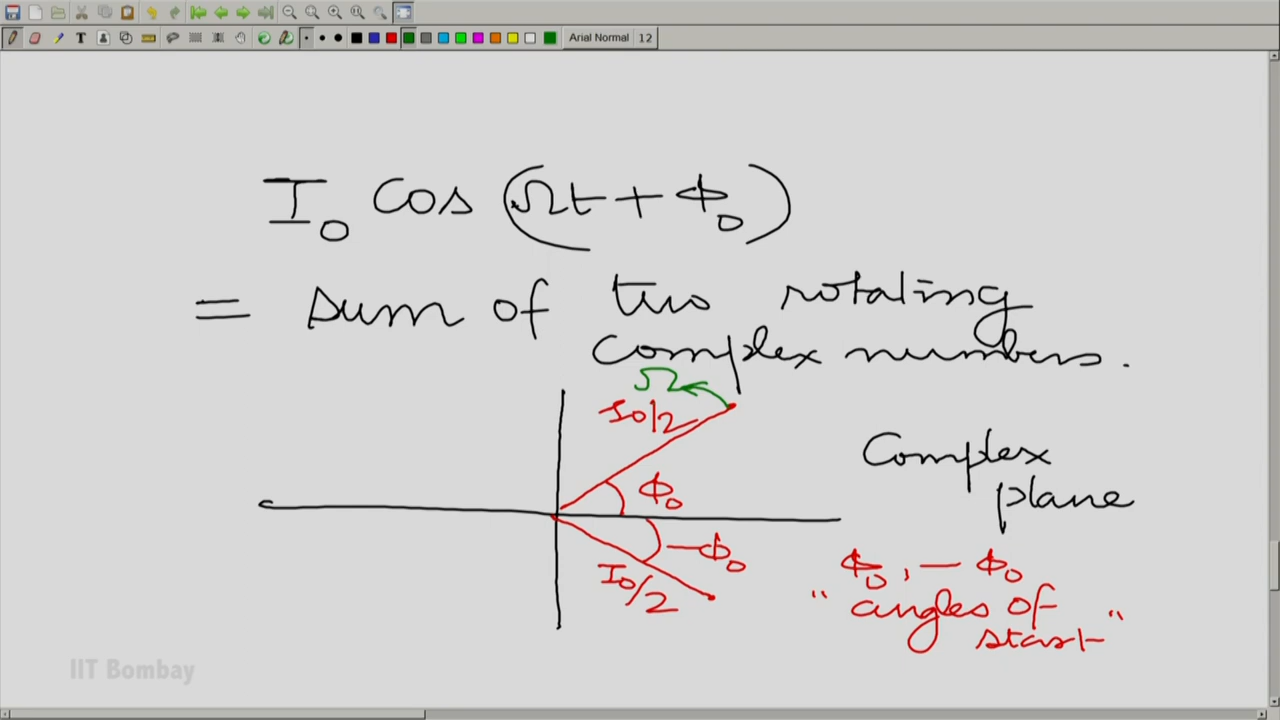 Arial Normal 12
I₀ cos (Ωt + Φ₀)
= sum of two rotating
complex numbers.
Ω
I₀/2
Complex
plane
Φ₀
-Φ₀
I₀/2
Φ₀, - Φ₀
"angles of
start"
IIT Bombay